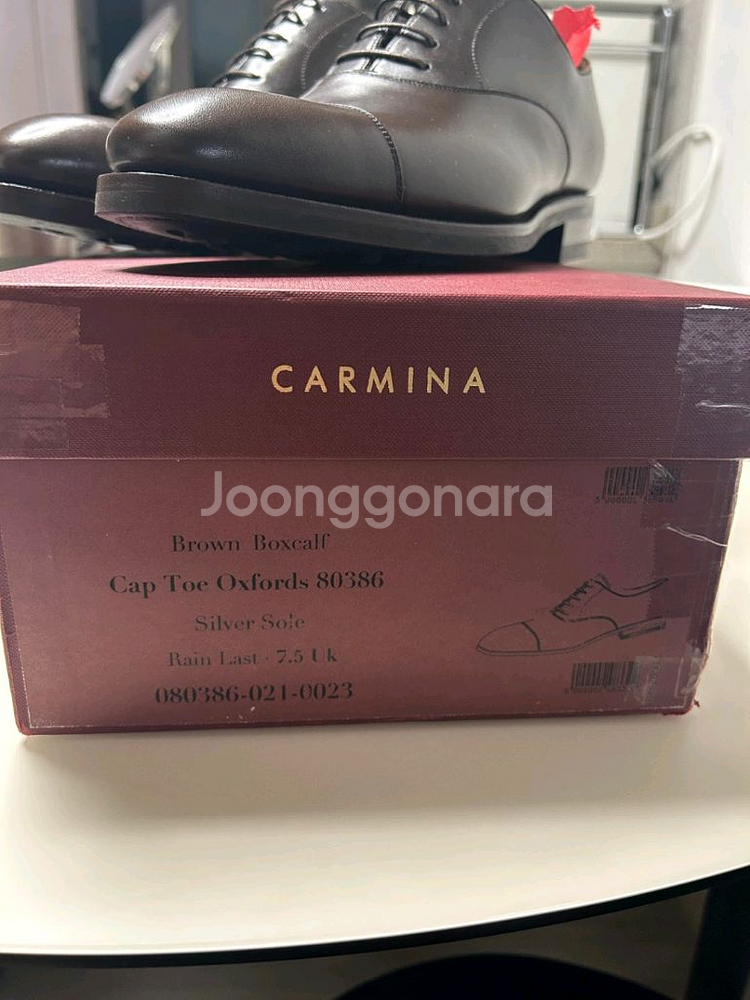 CARMINA
Joonggonara
Brown Boxcalf
Cap Toe Oxfords 80386
Silver Sole
Rain Last - 7.5 Uk
080386-021-0023